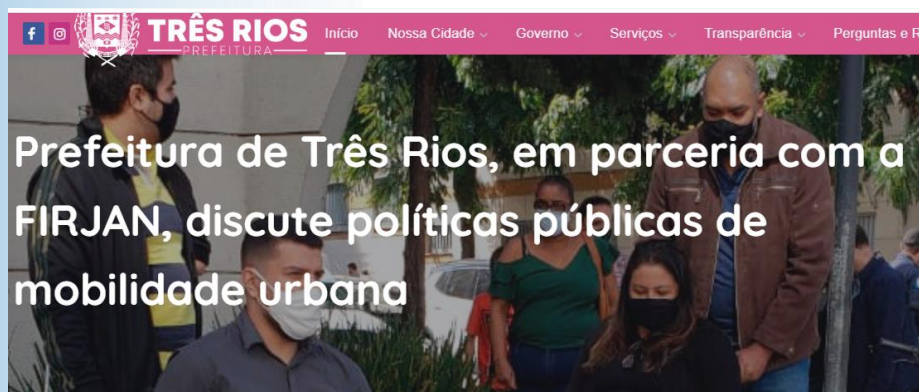 f
TRÊS RIOS
PREFEITURA
Início Nossa Cidade Governo Serviços Transparência Perguntas e R
Prefeitura de Três Rios, em parceria com a
FIRJAN, discute políticas públicas de
mobilidade urbana